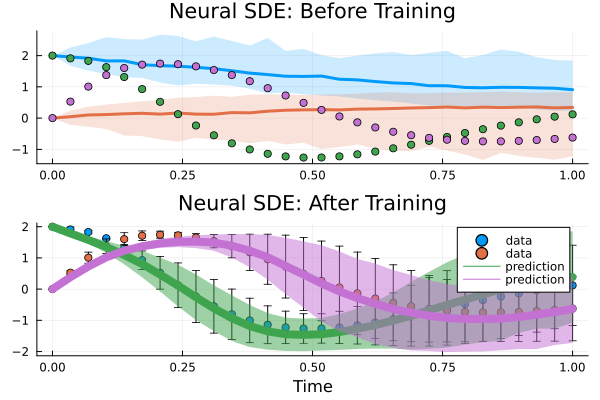 Neural SDE: Before Training
2
1
0
−1
0.00
0.25
0.50
0.75
1.00
Neural SDE: After Training
2
1
0
−1
−2
data
data
prediction
prediction
0.00
0.25
0.50
0.75
1.00
Time